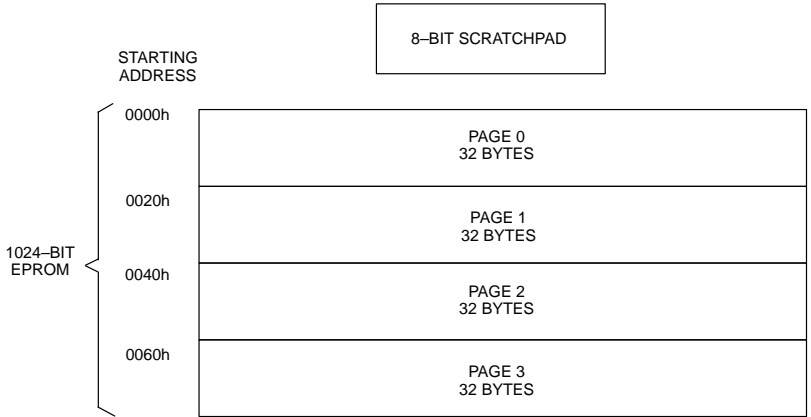 8–BIT SCRATCHPAD
STARTING
ADDRESS
0000h
PAGE 0
32 BYTES
0020h
PAGE 1
32 BYTES
1024–BIT
EPROM
0040h
PAGE 2
32 BYTES
0060h
PAGE 3
32 BYTES